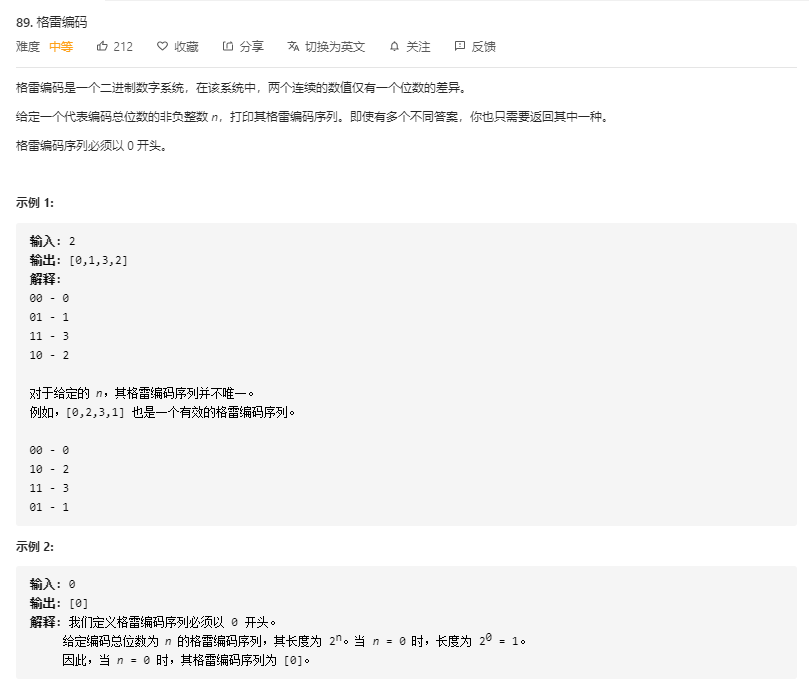 89. 格雷编码
难度 中等 212 收藏 分享 切换为英文 关注 反馈
格雷编码是一个二进制数字系统，在该系统中，两个连续的数值仅有一个位数的差异。
给定一个代表编码总位数的非负整数 n，打印其格雷编码序列。即使有多个不同答案，你也只需要返回其中一种。
格雷编码序列必须以 0 开头。
示例 1:
输入: 2
输出: [0,1,3,2]
解释:
00 - 0
01 - 1
11 - 3
10 - 2
对于给定的 n，其格雷编码序列并不唯一。
例如，[0,2,3,1] 也是一个有效的格雷编码序列。
00 - 0
10 - 2
11 - 3
01 - 1
示例 2:
输入: 0
输出: [0]
解释: 我们定义格雷编码序列必须以 0 开头。
给定编码总位数为 n 的格雷编码序列，其长度为 2ⁿ。当 n = 0 时，长度为 2⁰ = 1。
因此，当 n = 0 时，其格雷编码序列为 [0]。